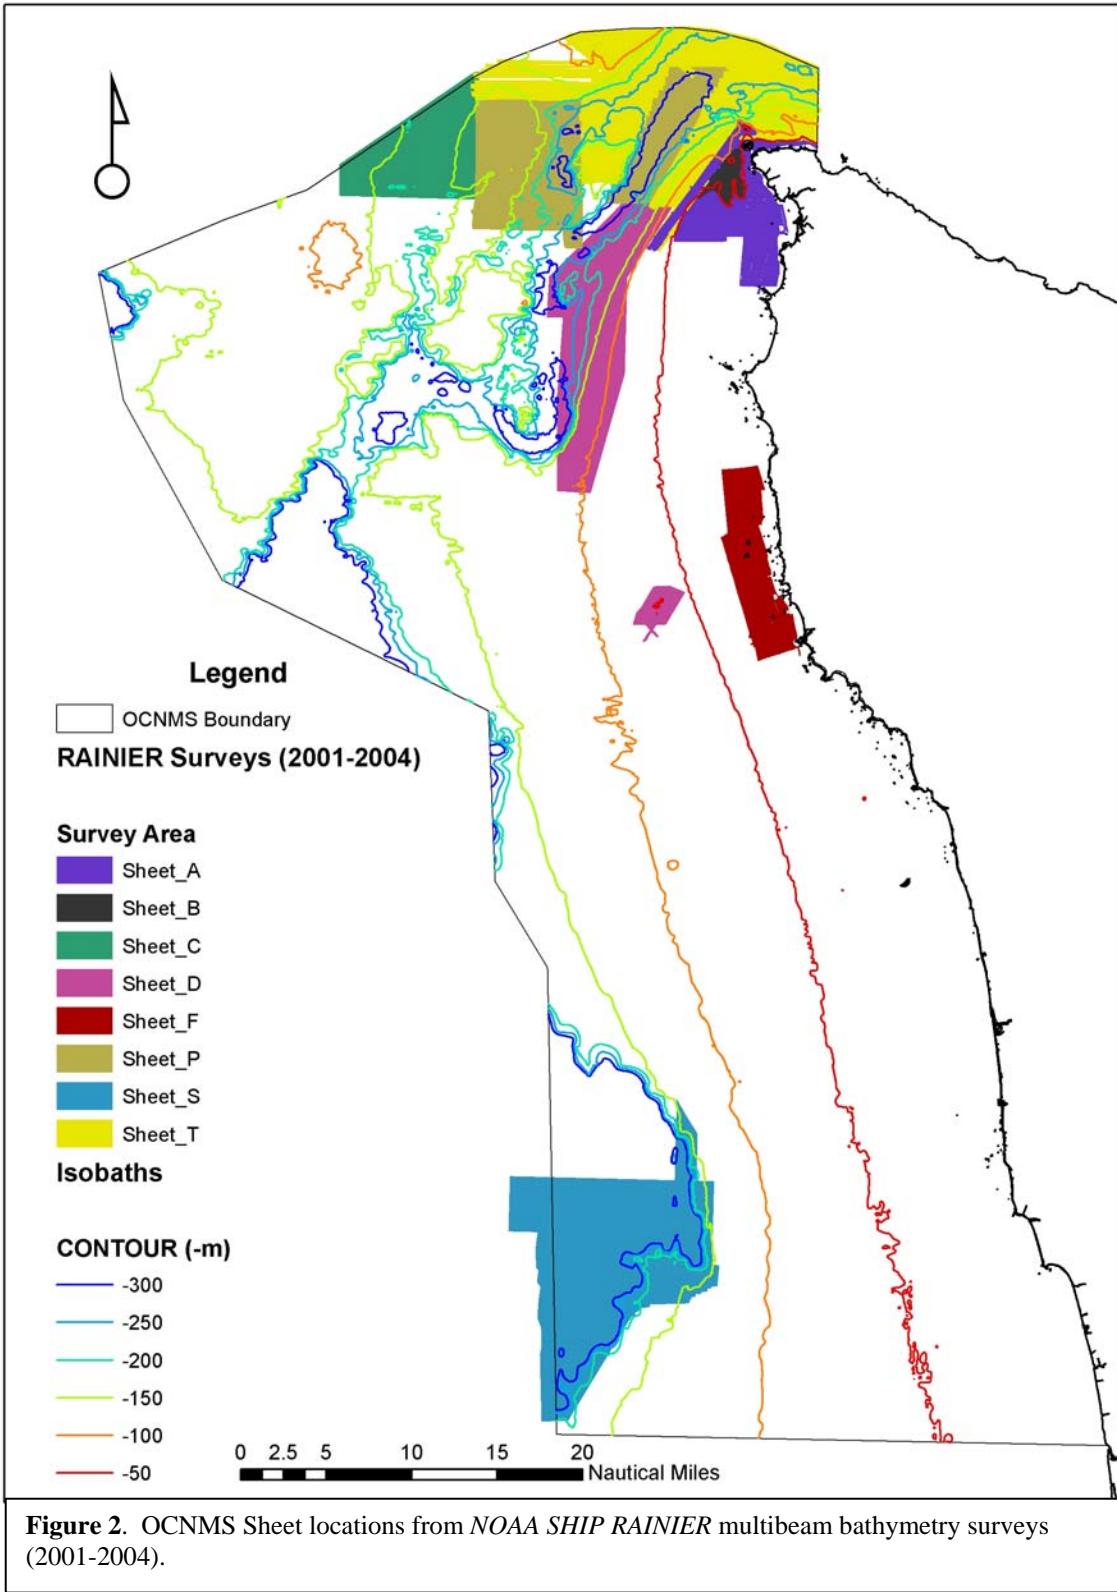 Legend
OCNMS Boundary
RAINIER Surveys (2001-2004)
Survey Area
Sheet_A
Sheet_B
Sheet_C
Sheet_D
Sheet_F
Sheet_P
Sheet_S
Sheet_T
Isobaths
CONTOUR (-m)
-300
-250
-200
-150
-100
-50
0 2.5 5 10 15 20
Nautical Miles
Figure 2. OCNMS Sheet locations from NOAA SHIP RAINIER multibeam bathymetry surveys
(2001-2004).